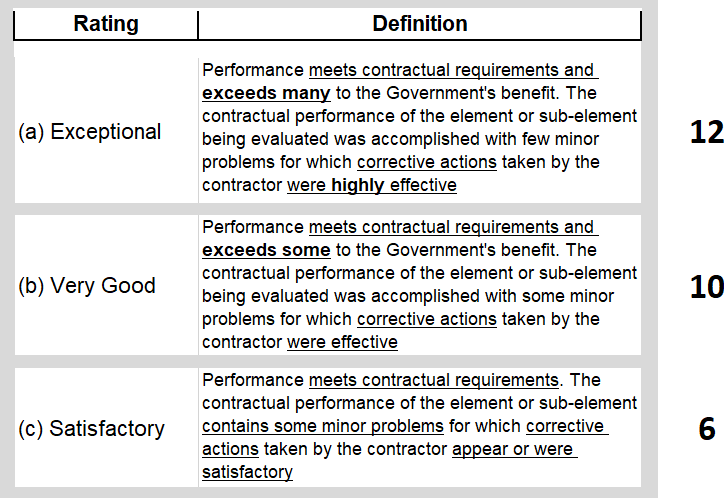 Rating Definition
Performance meets contractual requirements and
exceeds many to the Government's benefit. The
contractual performance of the element or sub-element
(a) Exceptional being evaluated was accomplished with few minor 12
problems for which corrective actions taken by the
contractor were highly effective
Performance meets contractual requirements and
exceeds some to the Government's benefit. The
contractual performance of the element or sub-element
(b) Very Good being evaluated was accomplished with some minor 10
problems for which corrective actions taken by the
contractor were effective
Performance meets contractual requirements. The
contractual performance of the element or sub-element
(c) Satisfactory contains some minor problems for which corrective 6
actions taken by the contractor appear or were
satisfactory